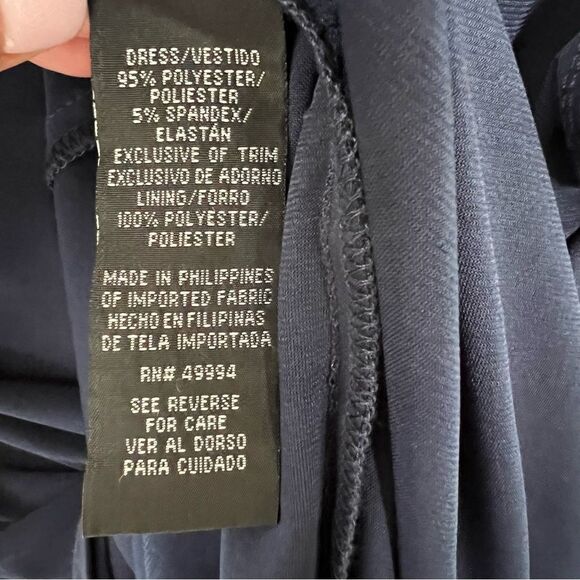 DRESS/VESTIDO
95% POLYESTER/
POLIESTER
5% SPANDEX/
ELASTÁN
EXCLUSIVE OF TRIM
EXCLUSIVO DE ADORNO
LINING/FORRO
100% POLYESTER/
POLIESTER
MADE IN PHILIPPINES
OF IMPORTED FABRIC
HECHO EN FILIPINAS
DE TELA IMPORTADA
RN# 49994
SEE REVERSE
FOR CARE
VER AL DORSO
PARA CUIDADO